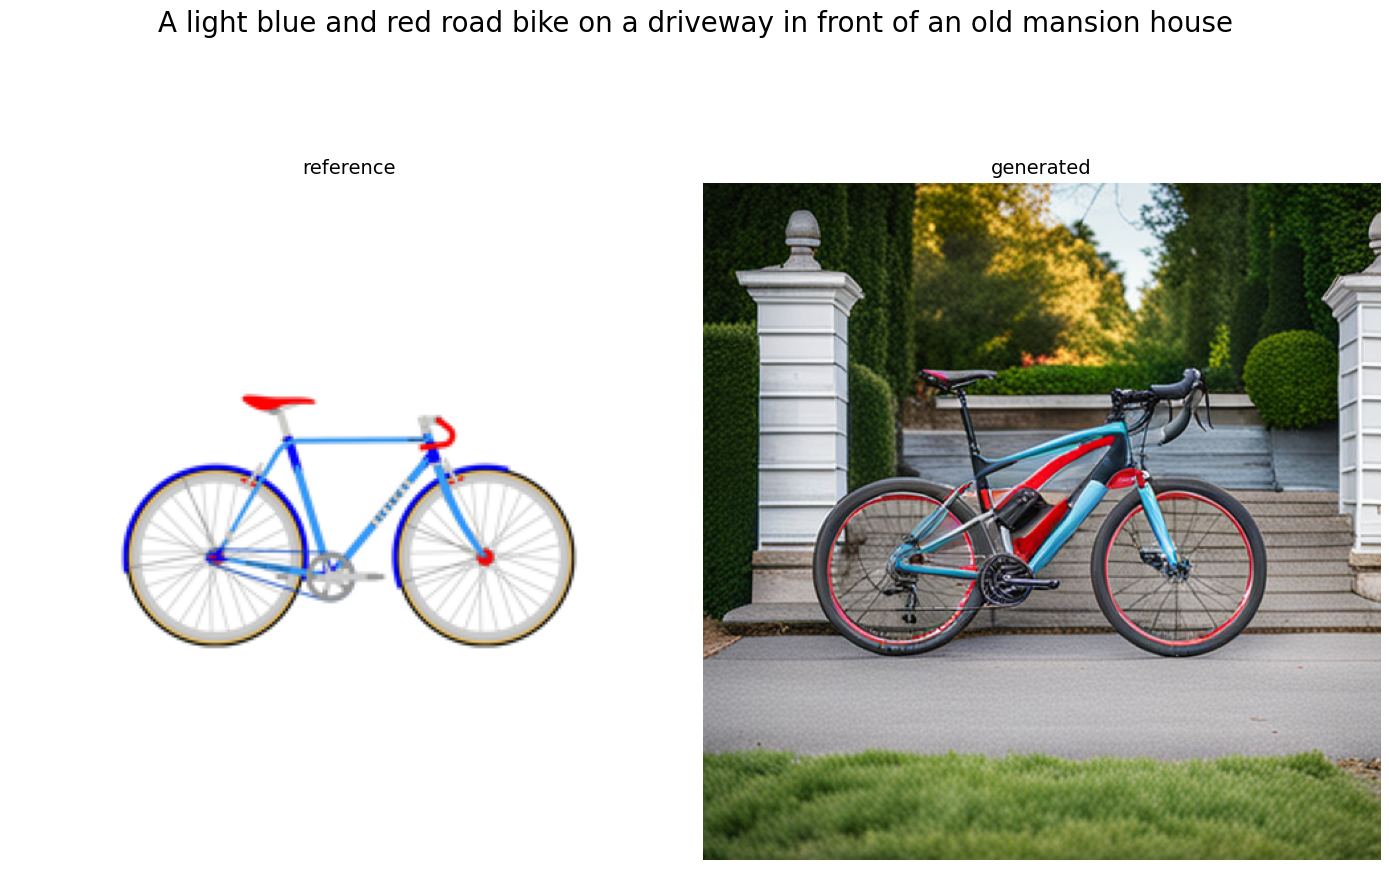 A light blue and red road bike on a driveway in front of an old mansion house
reference
generated